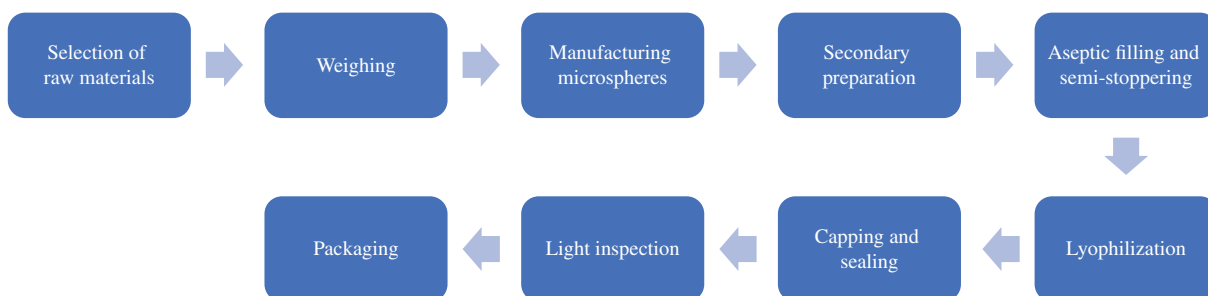 Selection of
raw materials
Weighing
Manufacturing
microspheres
Secondary
preparation
Aseptic filling and
semi-stoppering
Lyophilization
Capping and
sealing
Light inspection
Packaging